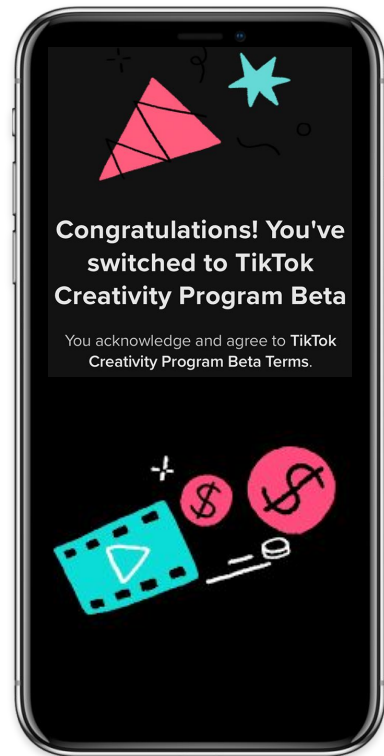 Congratulations! You've
switched to TikTok
Creativity Program Beta
You acknowledge and agree to TikTok
Creativity Program Beta Terms.
$
$